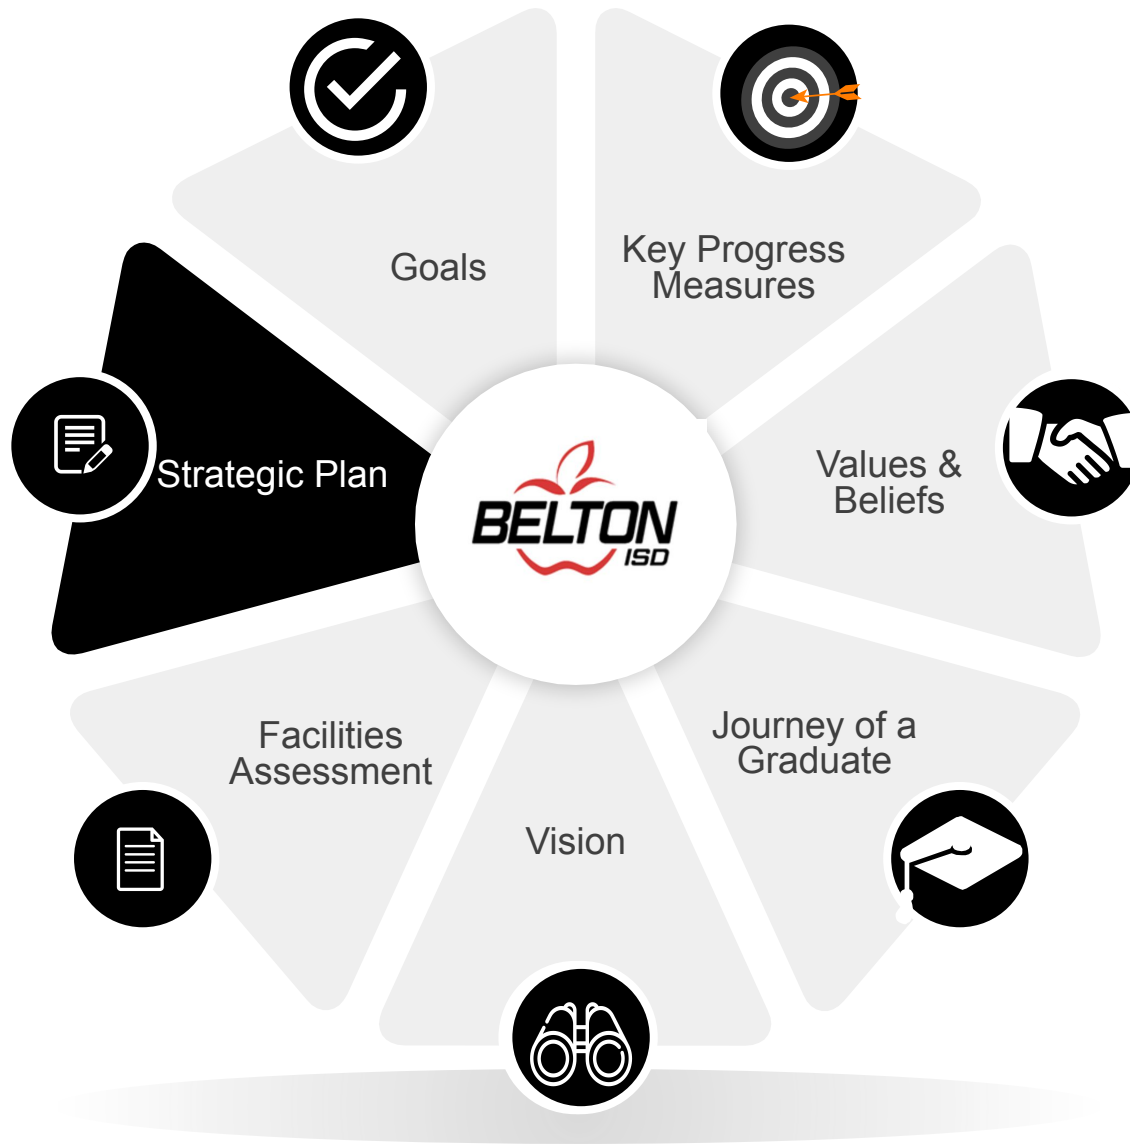 Goals
Key Progress
Measures
Strategic Plan
Values &
Beliefs
BELTON
ISD
Facilities
Assessment
Journey of a
Graduate
Vision